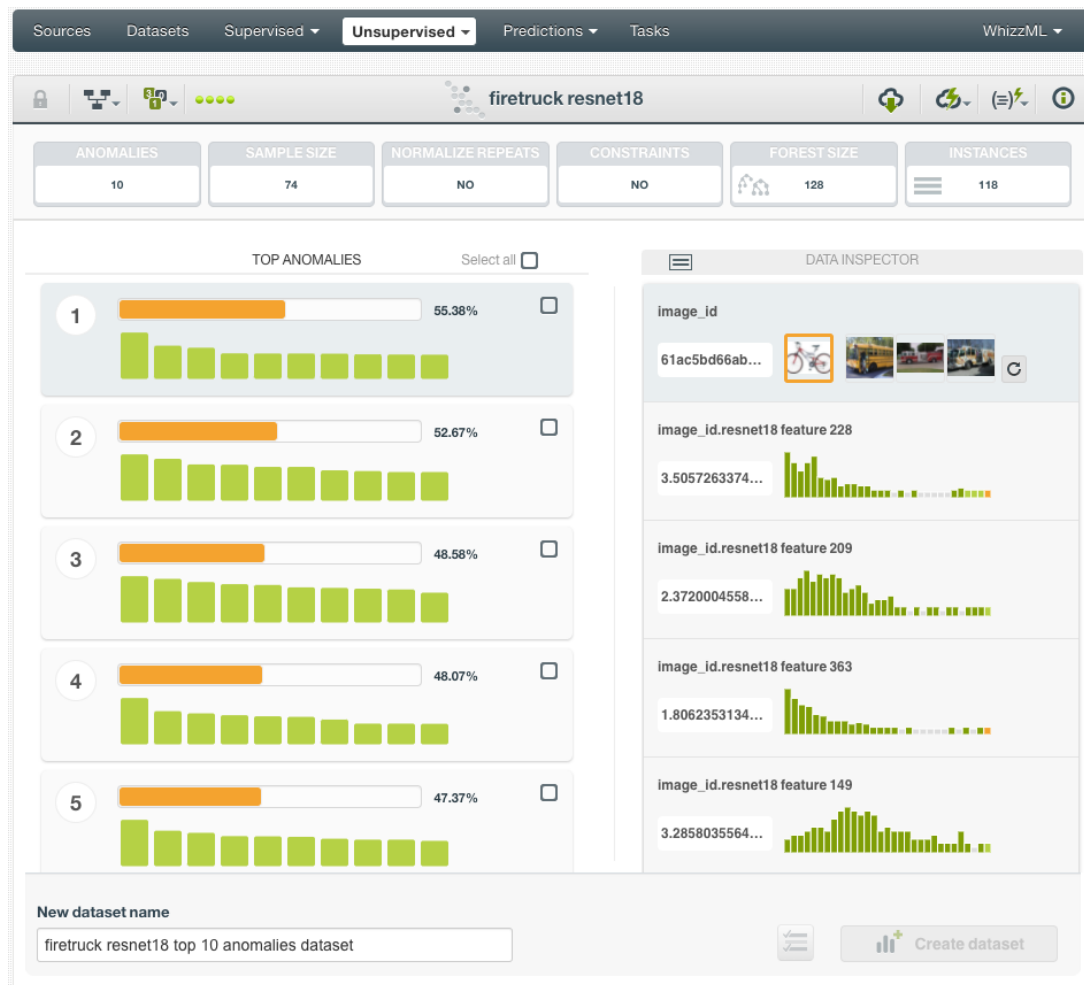 Sources Datasets Supervised Unsupervised Predictions Tasks WhizzML
firetruck resnet18
ANOMALIES SAMPLE SIZE NORMALIZE REPEATS CONSTRAINTS FOREST SIZE INSTANCES
10 74 NO NO 128 118
TOP ANOMALIES Select all
1 55.38%
2 52.67%
3 48.58%
4 48.07%
5 47.37%
DATA INSPECTOR
image_id
61ac5bd66ab...
image_id.resnet18 feature 228
3.5057263374...
image_id.resnet18 feature 209
2.3720004558...
image_id.resnet18 feature 363
1.8062353134...
image_id.resnet18 feature 149
3.2858035564...
New dataset name
firetruck resnet18 top 10 anomalies dataset
Create dataset